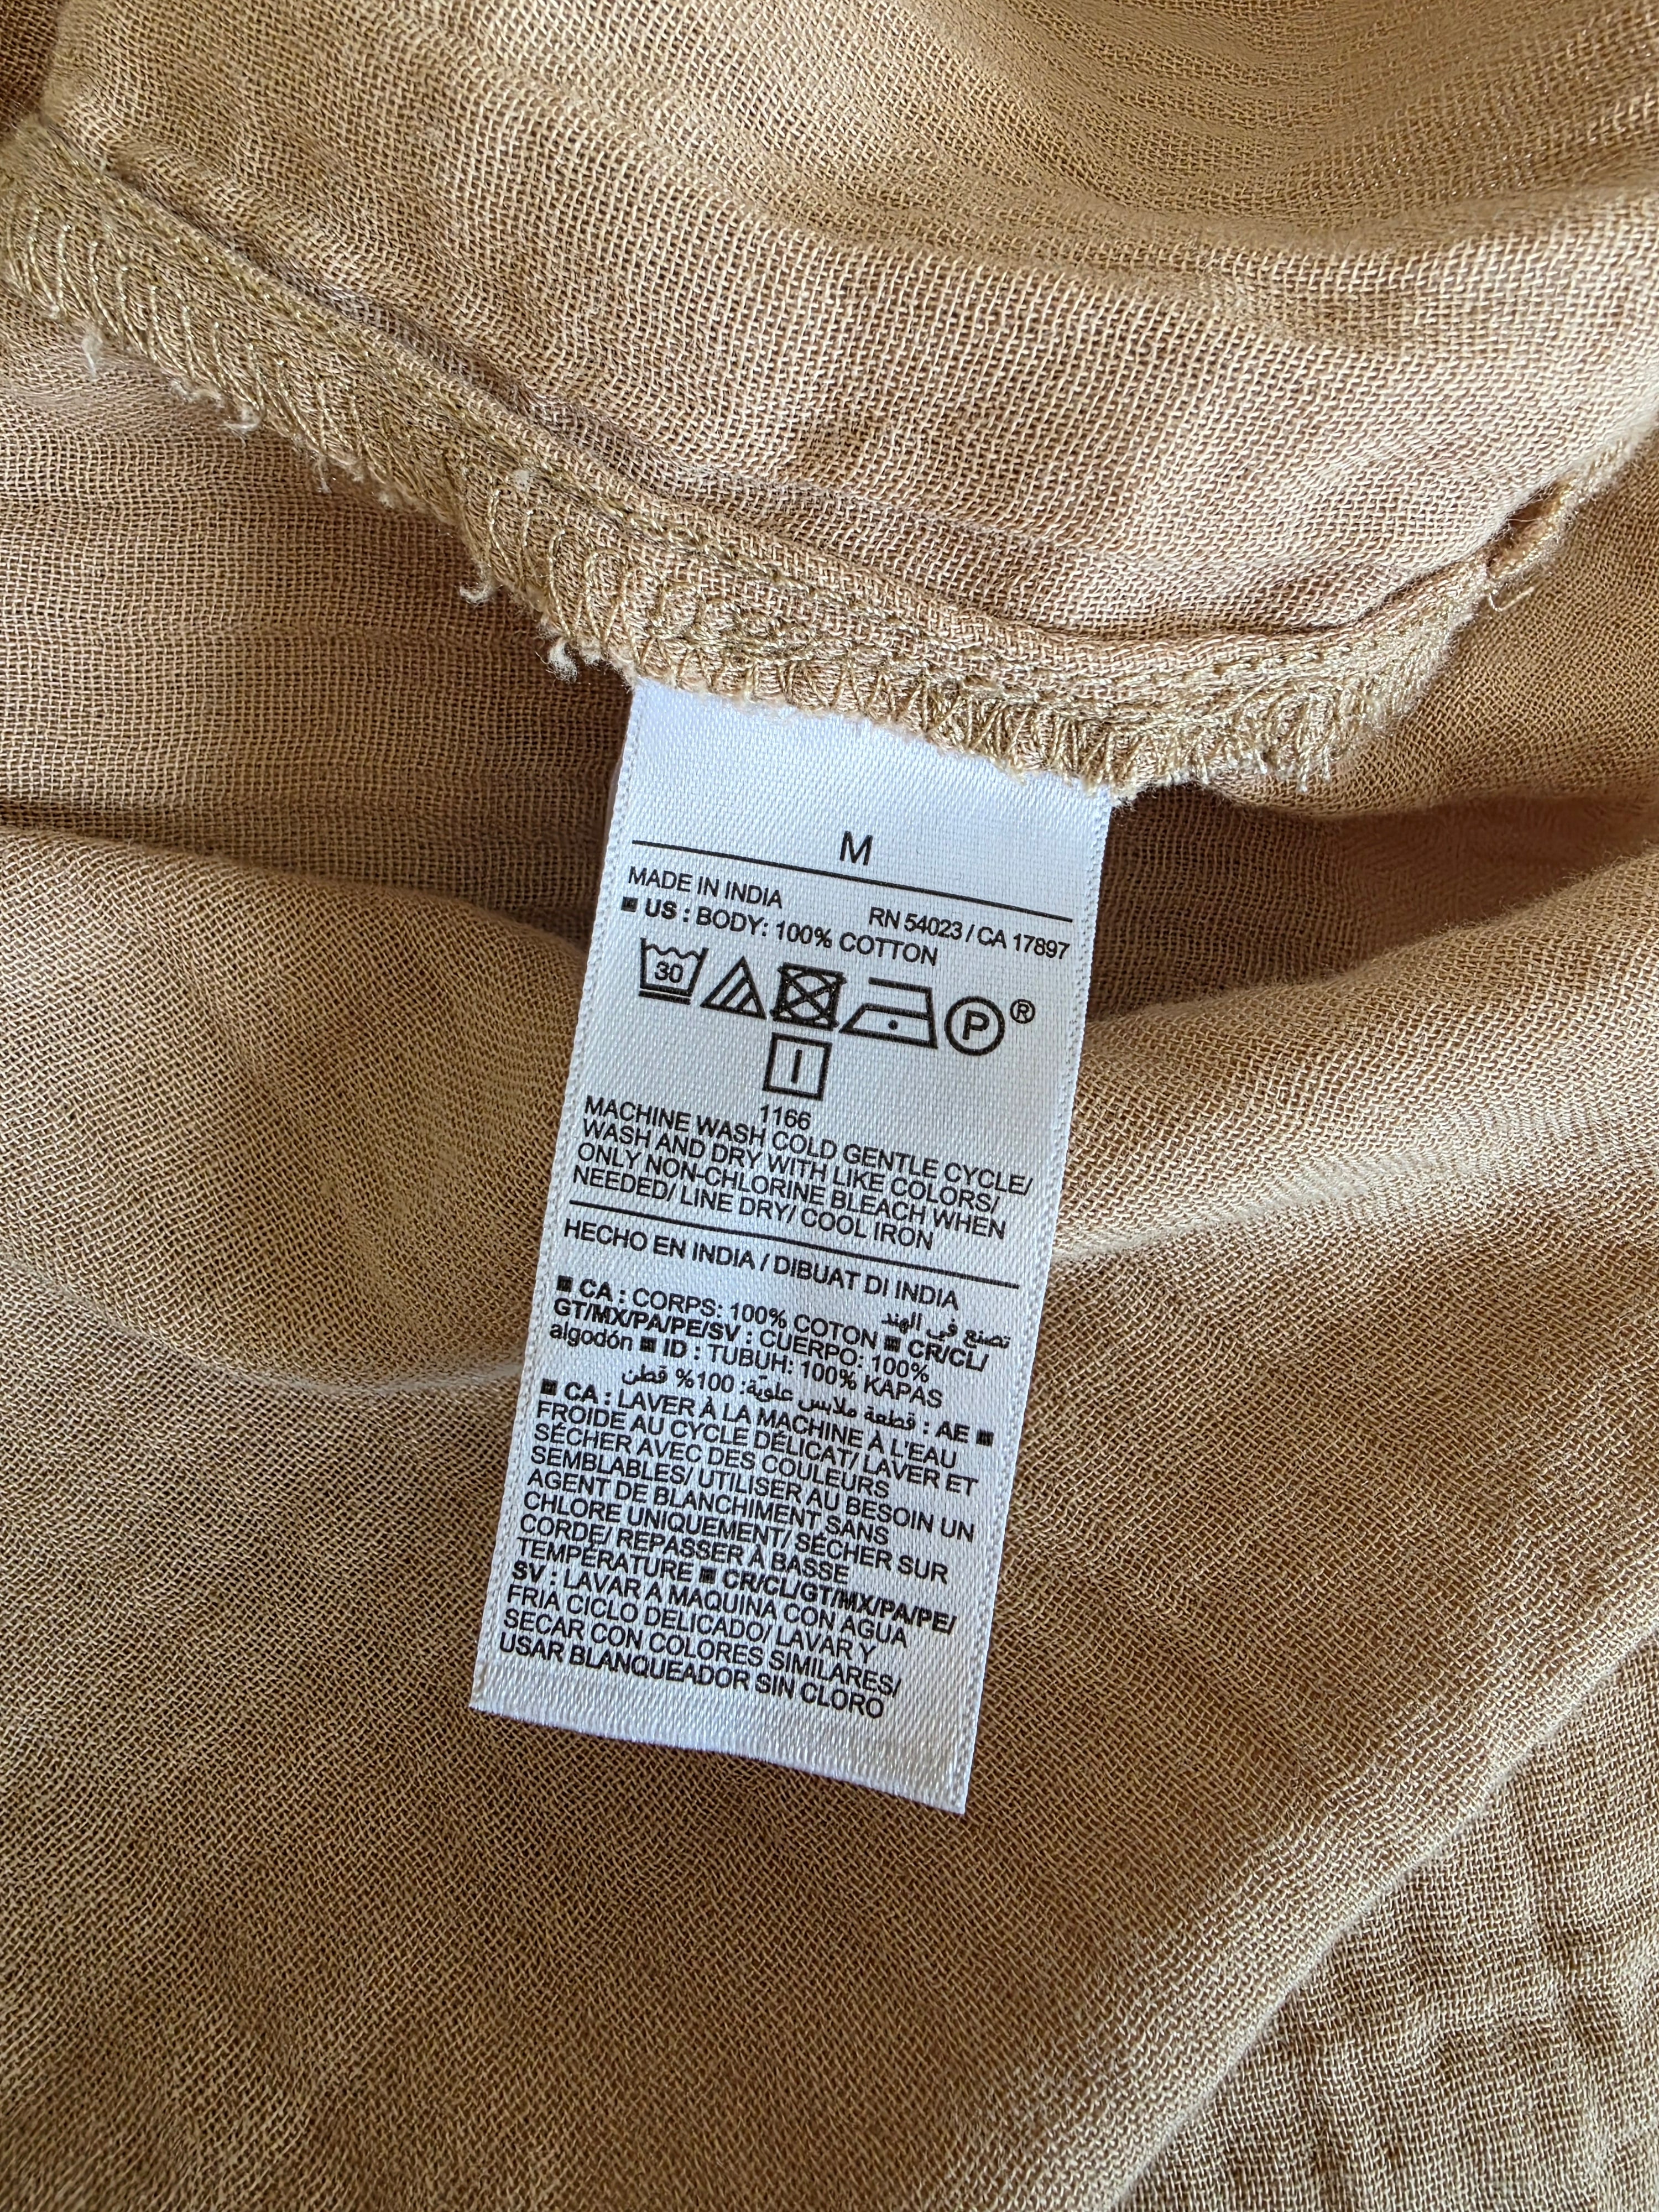 M
MADE IN INDIA
RN 54023 / CA 17897
■ US : BODY: 100% COTTON
30 P ®
1166
MACHINE WASH COLD GENTLE CYCLE/
WASH AND DRY WITH LIKE COLORS/
ONLY NON-CHLORINE BLEACH WHEN
NEEDED/ LINE DRY/ COOL IRON
HECHO EN INDIA / DIBUAT DI INDIA
تصنع في الهند
■ CA : CORPS: 100% COTON ■ CR/CL/
GT/MX/PA/PE/SV : CUERPO: 100%
algodón ■ ID : TUBUH: 100% KAPAS
■ AE : قطعة ملابس علوية: 100% قطن
■ CA : LAVER À LA MACHINE À L'EAU
FROIDE AU CYCLE DÉLICAT/ LAVER ET
SÉCHER AVEC DES COULEURS
SEMBLABLES/ UTILISER AU BESOIN UN
AGENT DE BLANCHIMENT SANS
CHLORE UNIQUEMENT/ SÉCHER SUR
CORDE/ REPASSER À BASSE
TEMPÉRATURE ■ CR/CL/GT/MX/PA/PE/
SV : LAVAR A MAQUINA CON AGUA
FRIA CICLO DELICADO/ LAVAR Y
SECAR CON COLORES SIMILARES/
USAR BLANQUEADOR SIN CLORO